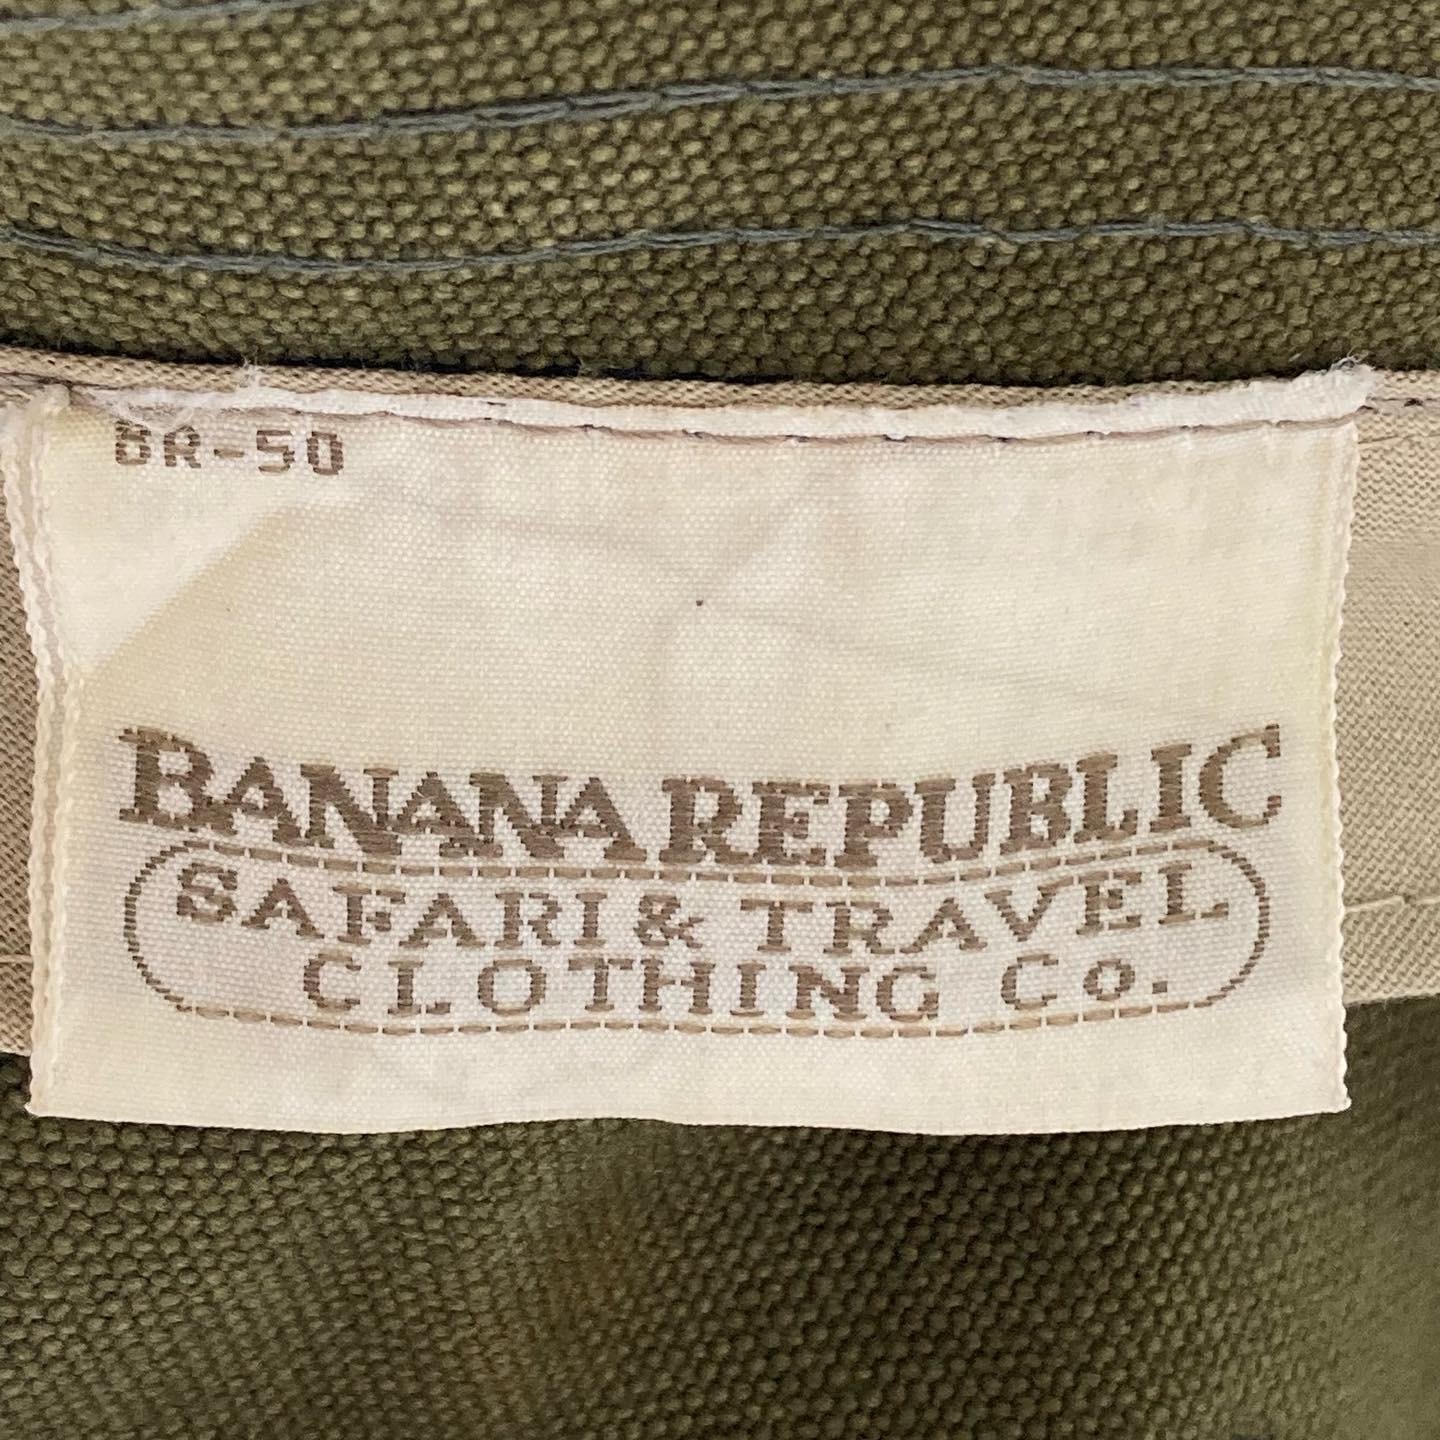 BR-50
BANANA REPUBLIC
SAFARI & TRAVEL
CLOTHING Co.